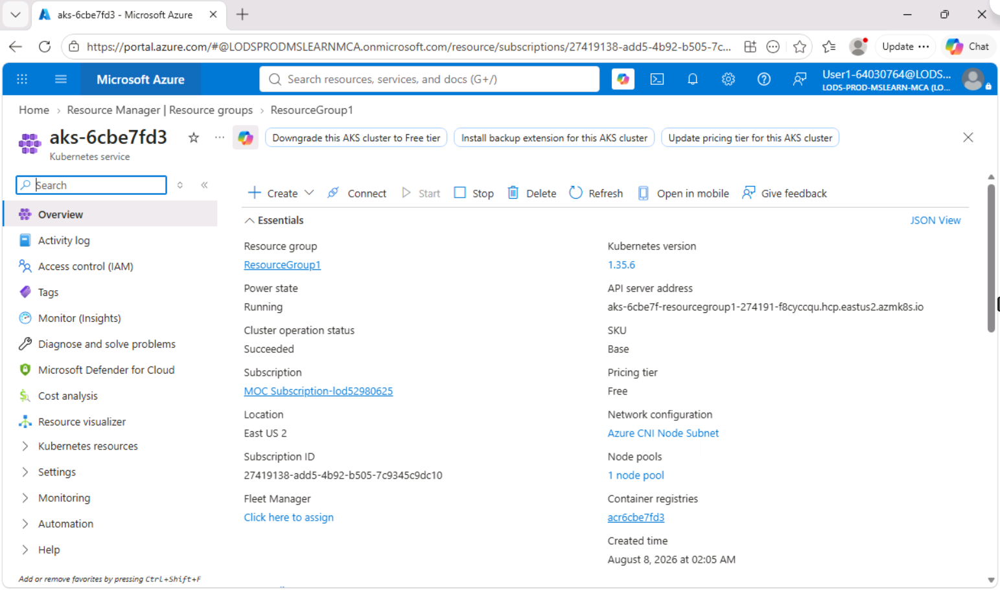 aks-6cbe7fd3 - Microsoft Azure
https://portal.azure.com/#@LODSPRODMSLEARNMCA.onmicrosoft.com/resource/subscriptions/27419138-add5-4b92-b505-7c...
Update
Chat
Microsoft Azure
Search resources, services, and docs (G+/)
User1-64030764@LODS...
LODS-PROD-MSLEARN-MCA (LO...
Home > Resource Manager | Resource groups > ResourceGroup1
aks-6cbe7fd3
Kubernetes service
Downgrade this AKS cluster to Free tier
Install backup extension for this AKS cluster
Update pricing tier for this AKS cluster
Search
Overview
Activity log
Access control (IAM)
Tags
Monitor (Insights)
Diagnose and solve problems
Microsoft Defender for Cloud
Cost analysis
Resource visualizer
Kubernetes resources
Settings
Monitoring
Automation
Help
Add or remove favorites by pressing Ctrl+Shift+F
Create
Connect
Start
Stop
Delete
Refresh
Open in mobile
Give feedback
Essentials
JSON View
Resource group
ResourceGroup1
Power state
Running
Cluster operation status
Succeeded
Subscription
MOC Subscription-lod52980625
Location
East US 2
Subscription ID
27419138-add5-4b92-b505-7c9345c9dc10
Fleet Manager
Click here to assign
Kubernetes version
1.35.6
API server address
aks-6cbe7f-resourcegroup1-274191-f8cyccqu.hcp.eastus2.azmk8s.io
SKU
Base
Pricing tier
Free
Network configuration
Azure CNI Node Subnet
Node pools
1 node pool
Container registries
acr6cbe7fd3
Created time
August 8, 2026 at 02:05 AM